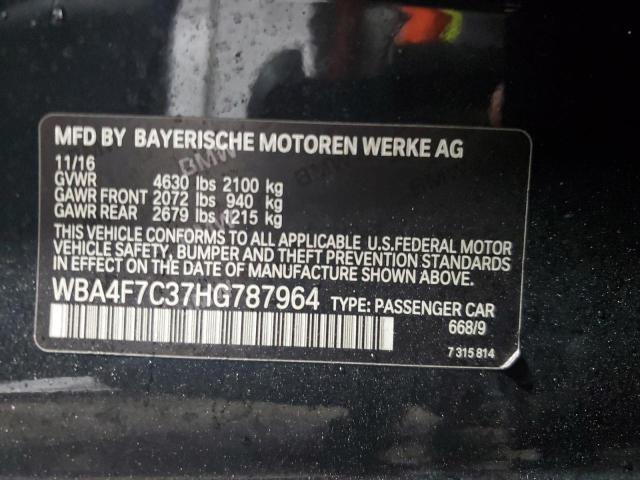 MFD BY BAYERISCHE MOTOREN WERKE AG
11/16
GVWR 4630 lbs 2100 kg
GAWR FRONT 2072 lbs 940 kg
GAWR REAR 2679 lbs 1215 kg
THIS VEHICLE CONFORMS TO ALL APPLICABLE U.S.FEDERAL MOTOR
VEHICLE SAFETY, BUMPER AND THEFT PREVENTION STANDARDS
IN EFFECT ON THE DATE OF MANUFACTURE SHOWN ABOVE.
WBA4F7C37HG787964 TYPE: PASSENGER CAR
668/9
7 315 814
BMW